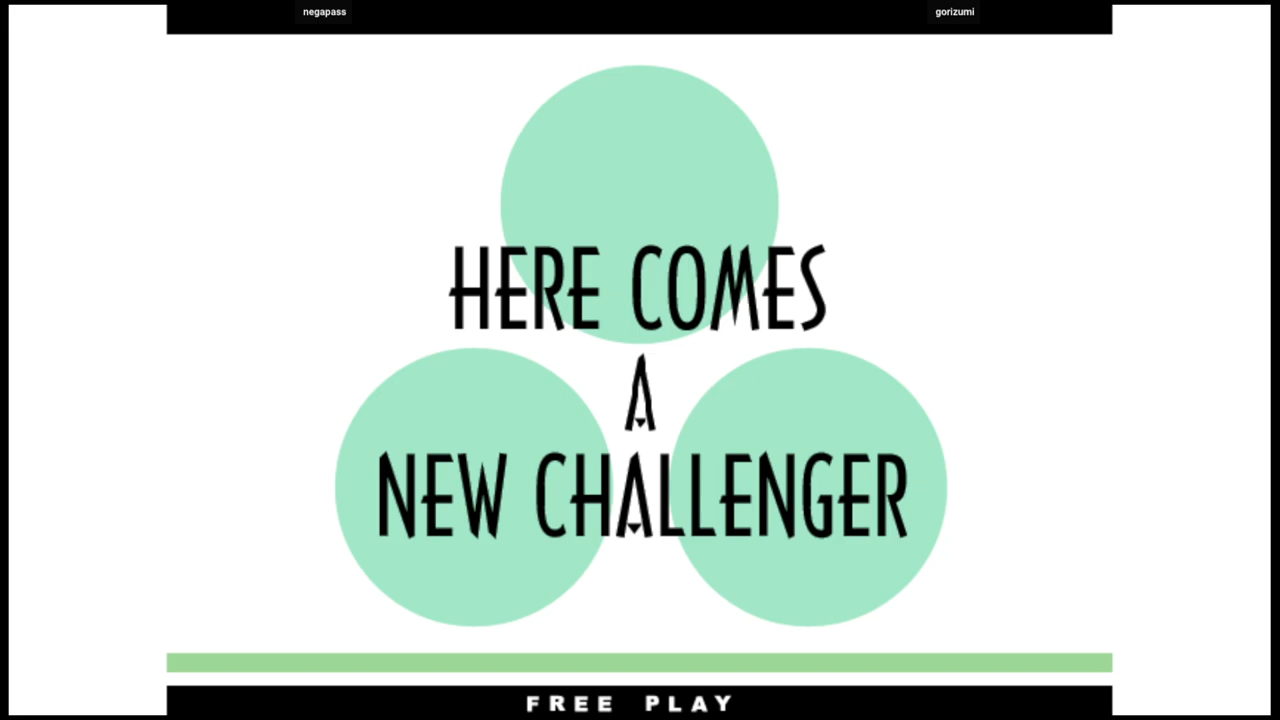 negapass gorizumi
HERE COMES
A
NEW CHALLENGER
FREE PLAY